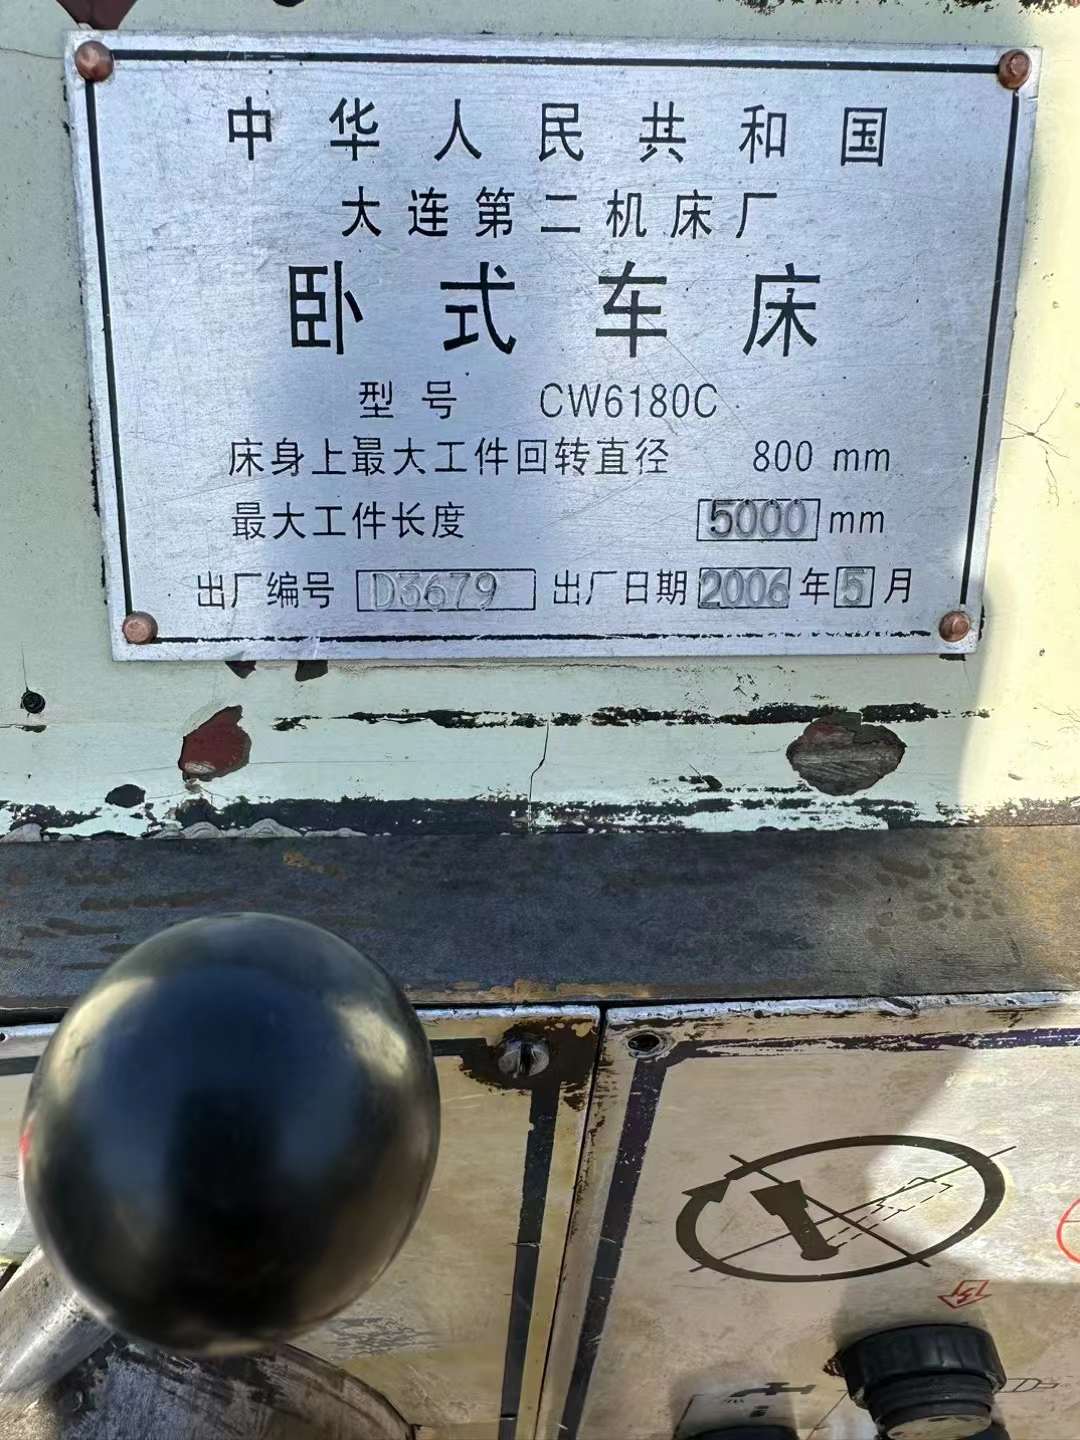 中华人民共和国
大连第二机床厂
卧式车床
型号 CW6180C
床身上最大工件回转直径 800 mm
最大工件长度 5000 mm
出厂编号 D3679 出厂日期 2006 年 5 月